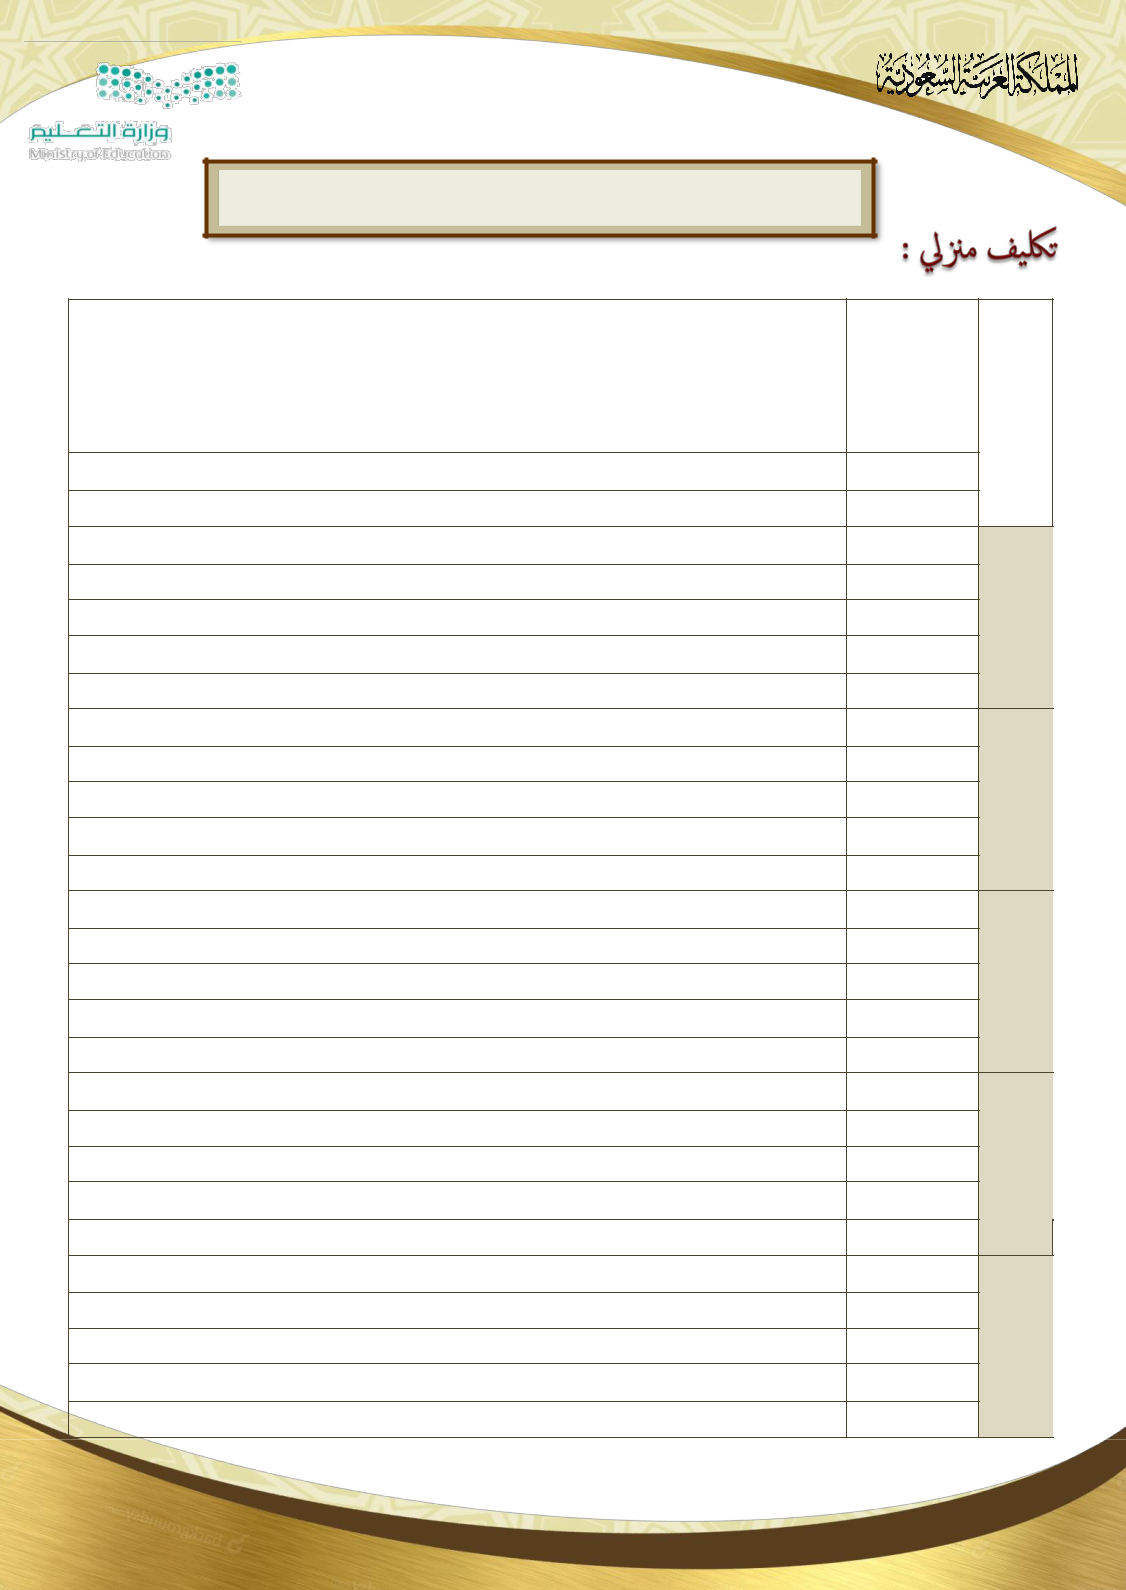 المملكة العربية السعودية
وزارة التعليم
Ministry of Education
تكليف منزلي :